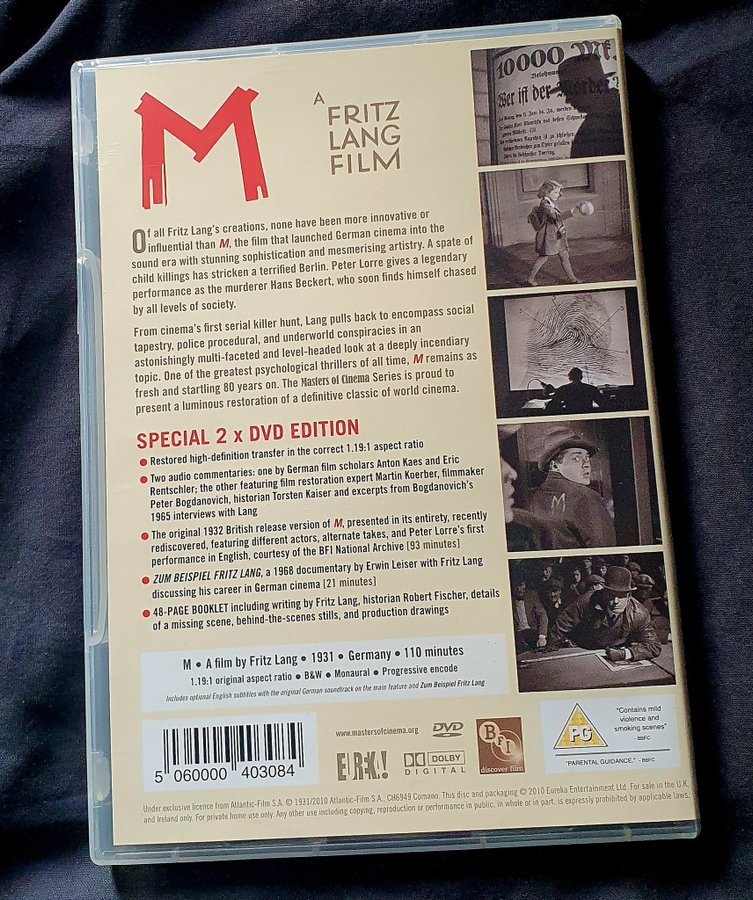 M
A
FRITZ
LANG
FILM
Of all Fritz Lang's creations, none have been more innovative or
influential than M, the film that launched German cinema into the
sound era with stunning sophistication and mesmerising artistry. A spate of
child killings has stricken a terrified Berlin. Peter Lorre gives a legendary
performance as the murderer Hans Beckert, who soon finds himself chased
by all levels of society.
From cinema's first serial killer hunt, Lang pulls back to encompass social
tapestry, police procedural, and underworld conspiracies in an
astonishingly multi-faceted and level-headed look at a deeply incendiary
topic. One of the greatest psychological thrillers of all time, M remains as
fresh and startling 80 years on. The Masters of Cinema Series is proud to
present a luminous restoration of a definitive classic of world cinema.
SPECIAL 2 x DVD EDITION
● Restored high-definition transfer in the correct 1.19:1 aspect ratio
● Two audio commentaries: one by German film scholars Anton Kaes and Eric
Rentschler; the other featuring film restoration expert Martin Koerber, filmmaker
Peter Bogdanovich, historian Torsten Kaiser and excerpts from Bogdanovich's
1965 interviews with Lang
● The original 1932 British release version of M, presented in its entirety, recently
rediscovered, featuring different actors, alternate takes, and Peter Lorre's first
performance in English, courtesy of the BFI National Archive [93 minutes]
● ZUM BEISPIEL FRITZ LANG, a 1968 documentary by Erwin Leiser with Fritz Lang
discussing his career in German cinema [21 minutes]
● 48-PAGE BOOKLET including writing by Fritz Lang, historian Robert Fischer, details
of a missing scene, behind-the-scenes stills, and production drawings
M ● A film by Fritz Lang ● 1931 ● Germany ● 110 minutes
1.19:1 original aspect ratio ● B&W ● Monaural ● Progressive encode
Includes optional English subtitles with the original German soundtrack on the main feature and Zum Beispiel Fritz Lang
5 060000 403084
www.mastersofcinema.org
DVD
VIDEO
EUREKA!
DOLBY
DIGITAL
BFI
discover film
PG
"Contains mild
violence and
smoking scenes"
- BBFC
"PARENTAL GUIDANCE." - BBFC
Under exclusive licence from Atlantic-Film S.A. © 1931/2010 Atlantic-Film S.A., CH6949 Comano. This disc and packaging © 2010 Eureka Entertainment Ltd. For sale in the U.K.
and Ireland only. For private home use only. Any other use including copying, reproduction or performance in public, in whole or in part, is expressly prohibited by applicable laws.
10000 Mk.
Belohnung
Wer ist der Mörder?
M